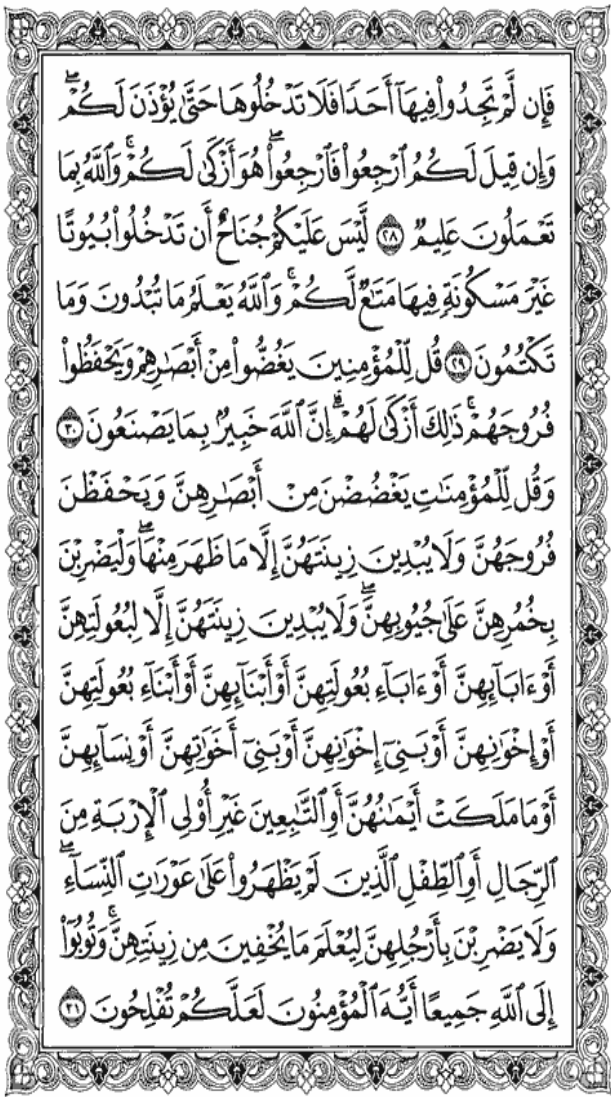 فَإِن لَّمْ تَجِدُوا۟ فِيهَآ أَحَدًا فَلَا تَدْخُلُوهَا حَتَّىٰ يُؤْذَنَ لَكُمْ ۖ
وَإِن قِيلَ لَكُمُ ٱرْجِعُوا۟ فَٱرْجِعُوا۟ ۖ هُوَ أَزْكَىٰ لَكُمْ ۚ وَٱللَّهُ بِمَا
تَعْمَلُونَ عَلِيمٌ ٢٨ لَّيْسَ عَلَيْكُمْ جُنَاحٌ أَن تَدْخُلُوا۟ بُيُوتًا
غَيْرَ مَسْكُونَةٍ فِيهَا مَتَـٰعٌ لَّكُمْ ۚ وَٱللَّهُ يَعْلَمُ مَا تُبْدُونَ وَمَا
تَكْتُمُونَ ٢٩ قُل لِّلْمُؤْمِنِينَ يَغُضُّوا۟ مِنْ أَبْصَـٰرِهِمْ وَيَحْفَظُوا۟
فُرُوجَهُمْ ۚ ذَٰلِكَ أَزْكَىٰ لَهُمْ ۗ إِنَّ ٱللَّهَ خَبِيرٌۢ بِمَا يَصْنَعُونَ ٣٠
وَقُل لِّلْمُؤْمِنَـٰتِ يَغْضُضْنَ مِنْ أَبْصَـٰرِهِنَّ وَيَحْفَظْنَ
فُرُوجَهُنَّ وَلَا يُبْدِينَ زِينَتَهُنَّ إِلَّا مَا ظَهَرَ مِنْهَا ۖ وَلْيَضْرِبْنَ
بِخُمُرِهِنَّ عَلَىٰ جُيُوبِهِنَّ ۖ وَلَا يُبْدِينَ زِينَتَهُنَّ إِلَّا لِبُعُولَتِهِنَّ
أَوْ ءَابَآئِهِنَّ أَوْ ءَابَآءِ بُعُولَتِهِنَّ أَوْ أَبْنَآئِهِنَّ أَوْ أَبْنَآءِ بُعُولَتِهِنَّ
أَوْ إِخْوَٰنِهِنَّ أَوْ بَنِىٓ إِخْوَٰنِهِنَّ أَوْ بَنِىٓ أَخَوَٰتِهِنَّ أَوْ نِسَآئِهِنَّ
أَوْ مَا مَلَكَتْ أَيْمَـٰنُهُنَّ أَوِ ٱلتَّـٰبِعِينَ غَيْرِ أُو۟لِى ٱلْإِرْبَةِ مِنَ
ٱلرِّجَالِ أَوِ ٱلطِّفْلِ ٱلَّذِينَ لَمْ يَظْهَرُوا۟ عَلَىٰ عَوْرَٰتِ ٱلنِّسَآءِ ۖ
وَلَا يَضْرِبْنَ بِأَرْجُلِهِنَّ لِيُعْلَمَ مَا يُخْفِينَ مِن زِينَتِهِنَّ ۚ وَتُوبُوٓا۟
إِلَى ٱللَّهِ جَمِيعًا أَيُّهَ ٱلْمُؤْمِنُونَ لَعَلَّكُمْ تُفْلِحُونَ ٣١